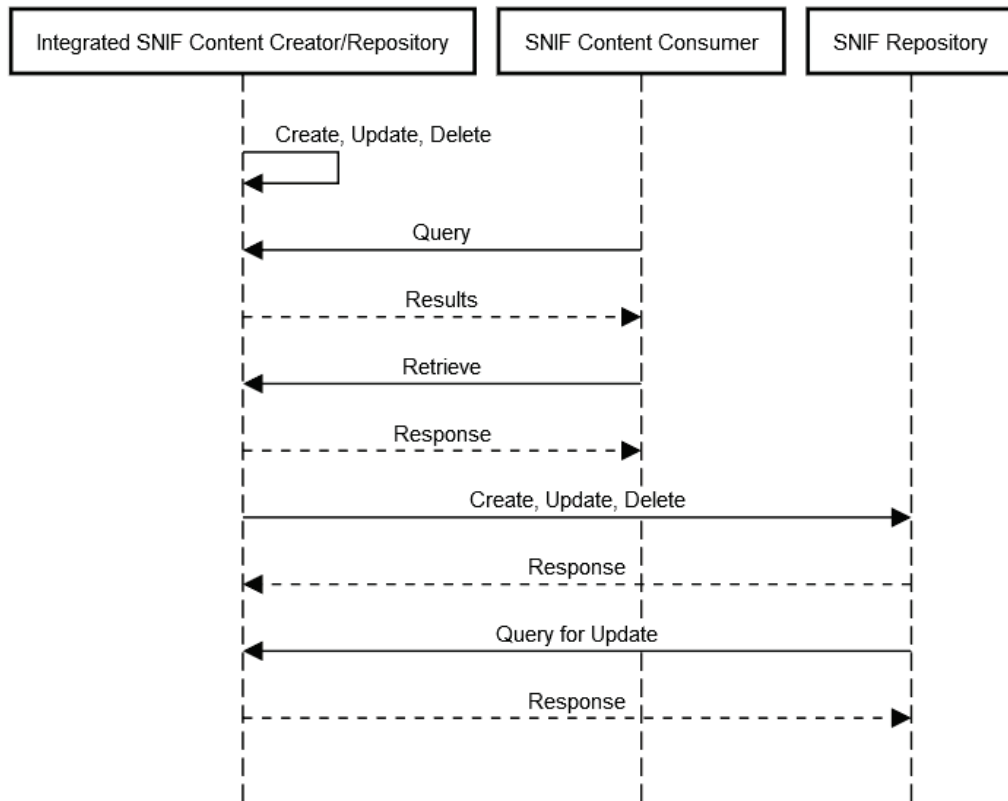 Integrated SNIF Content Creator/Repository
SNIF Content Consumer
SNIF Repository
Create, Update, Delete
Query
Results
Retrieve
Response
Create, Update, Delete
Response
Query for Update
Response